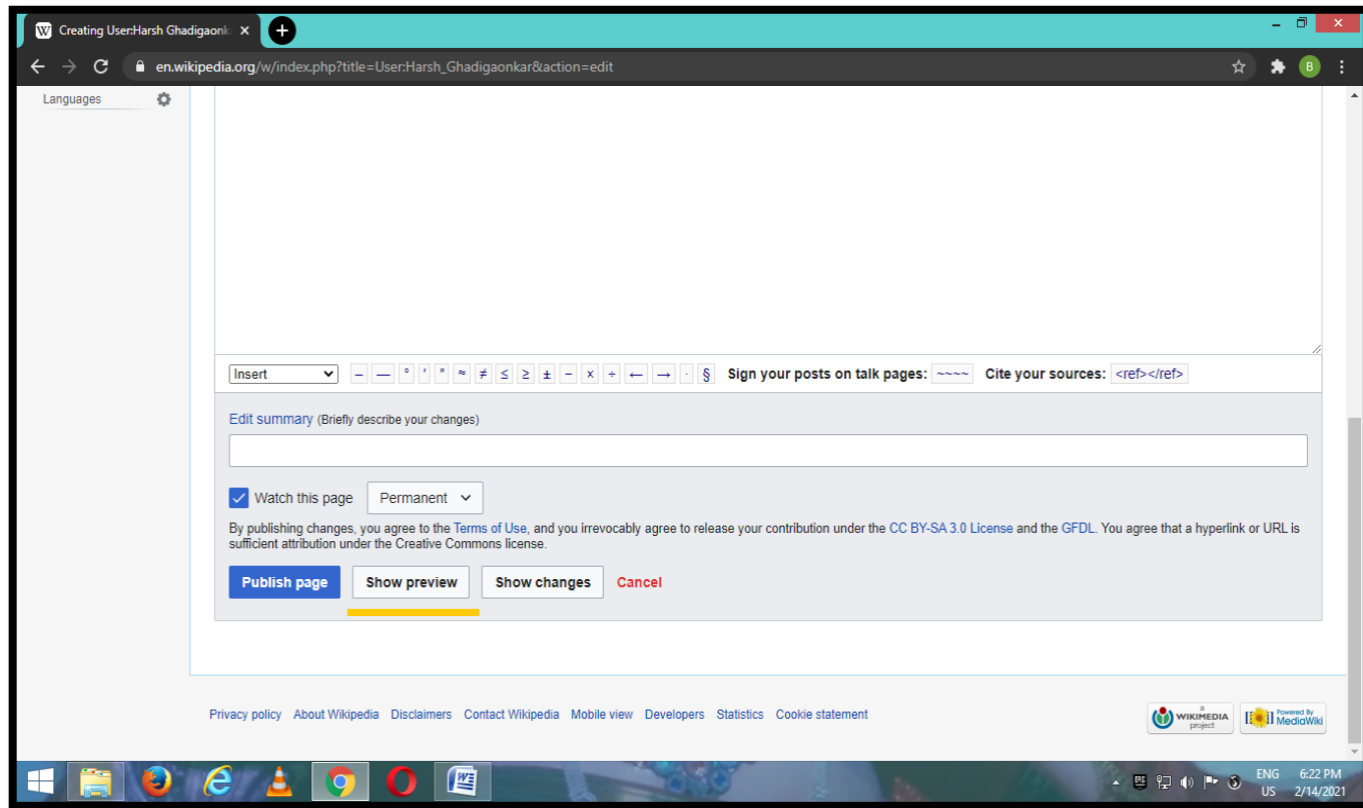 Creating User:Harsh Ghadigaonk
en.wikipedia.org/w/index.php?title=User:Harsh_Ghadigaonkar&action=edit
B
Languages
Insert – — ° ′ ″ ≈ ≠ ≤ ≥ ± − × ÷ ← → · § Sign your posts on talk pages: ~~~~ Cite your sources: <ref></ref>
Edit summary (Briefly describe your changes)
Watch this page Permanent
By publishing changes, you agree to the Terms of Use, and you irrevocably agree to release your contribution under the CC BY-SA 3.0 License and the GFDL. You agree that a hyperlink or URL is
sufficient attribution under the Creative Commons license.
Publish page Show preview Show changes Cancel
Privacy policy About Wikipedia Disclaimers Contact Wikipedia Mobile view Developers Statistics Cookie statement
a WIKIMEDIA project
Powered By MediaWiki
ENG 6:22 PM
US 2/14/2021